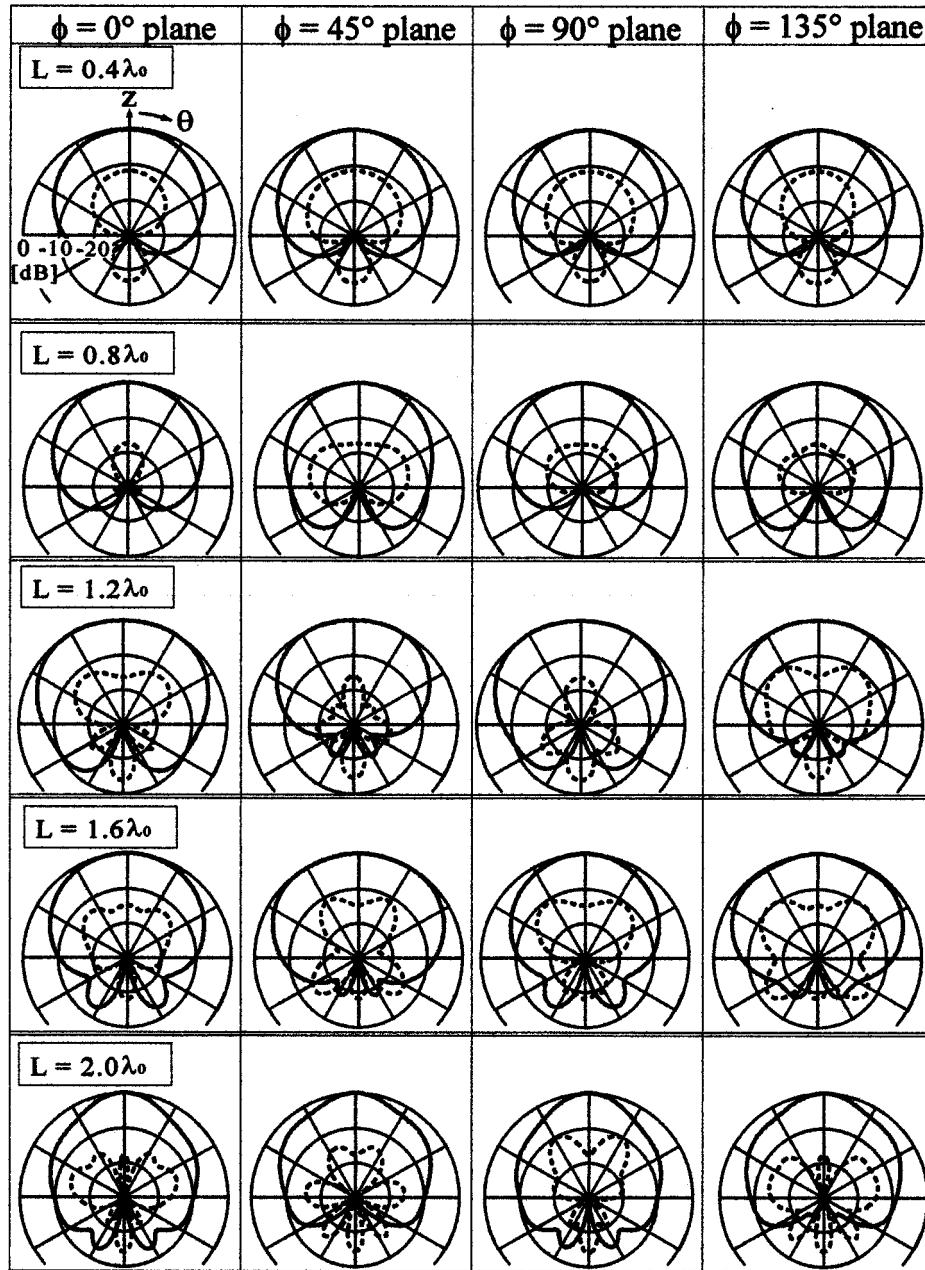 ϕ = 0° plane ϕ = 45° plane ϕ = 90° plane ϕ = 135° plane
L = 0.4λ₀
z
θ
0 -10 -20
[dB]
L = 0.8λ₀
L = 1.2λ₀
L = 1.6λ₀
L = 2.0λ₀